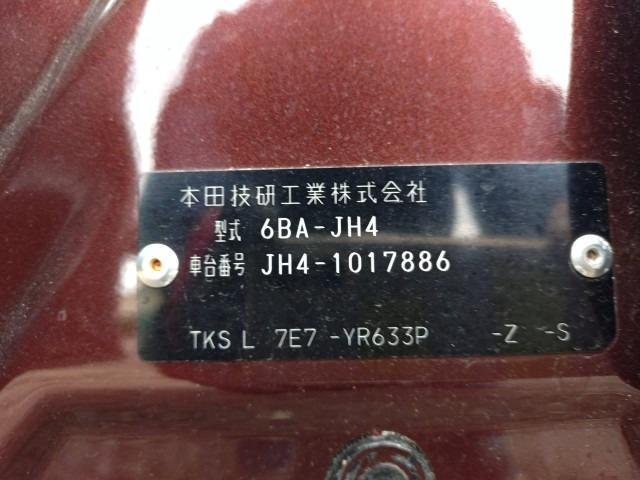 本田技研工業株式会社
型式 6BA-JH4
車台番号 JH4-1017886
TKS L 7E7 -YR633P -Z -S